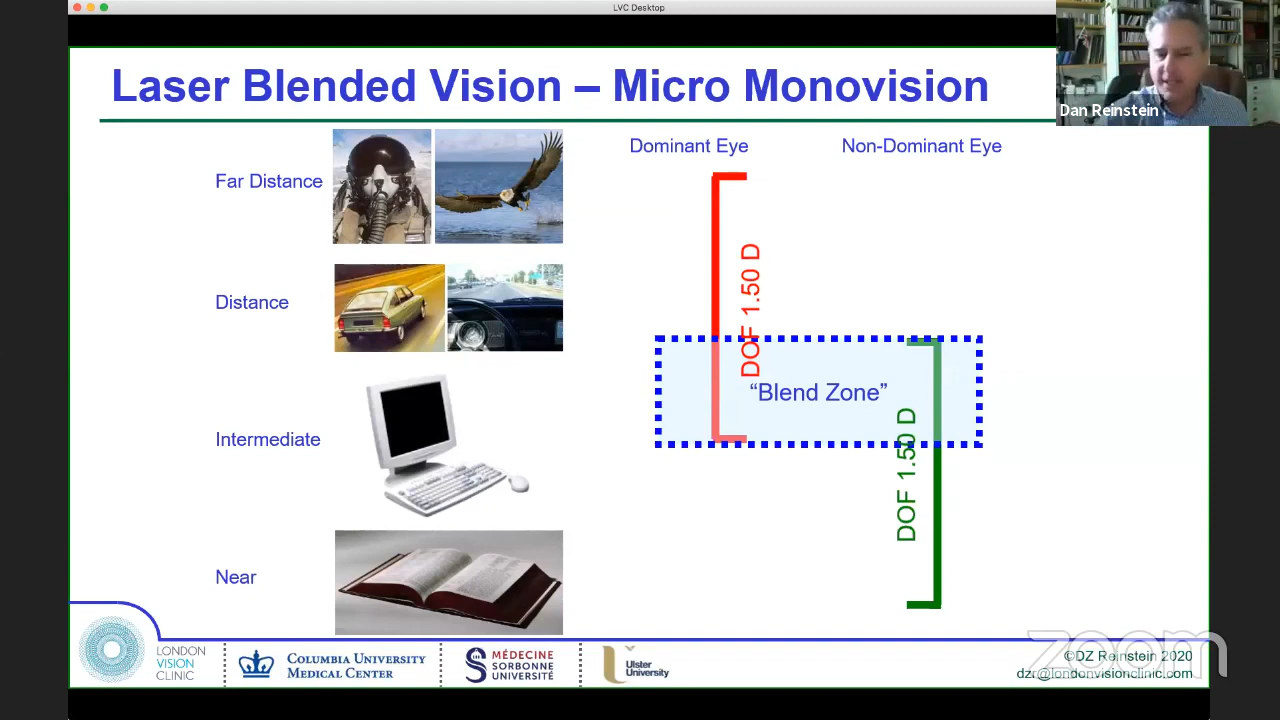 LVC Desktop
Laser Blended Vision – Micro Monovision
Dan Reinstein
Dominant Eye
Non-Dominant Eye
Far Distance
Distance
Intermediate
Near
DOF 1.50 D
“Blend Zone”
DOF 1.50 D
LONDON
VISION
CLINIC
COLUMBIA UNIVERSITY
MEDICAL CENTER
MÉDECINE
SORBONNE
UNIVERSITÉ
Ulster
University
zoom
©DZ Reinstein 2020
dzr@londonvisionclinic.com